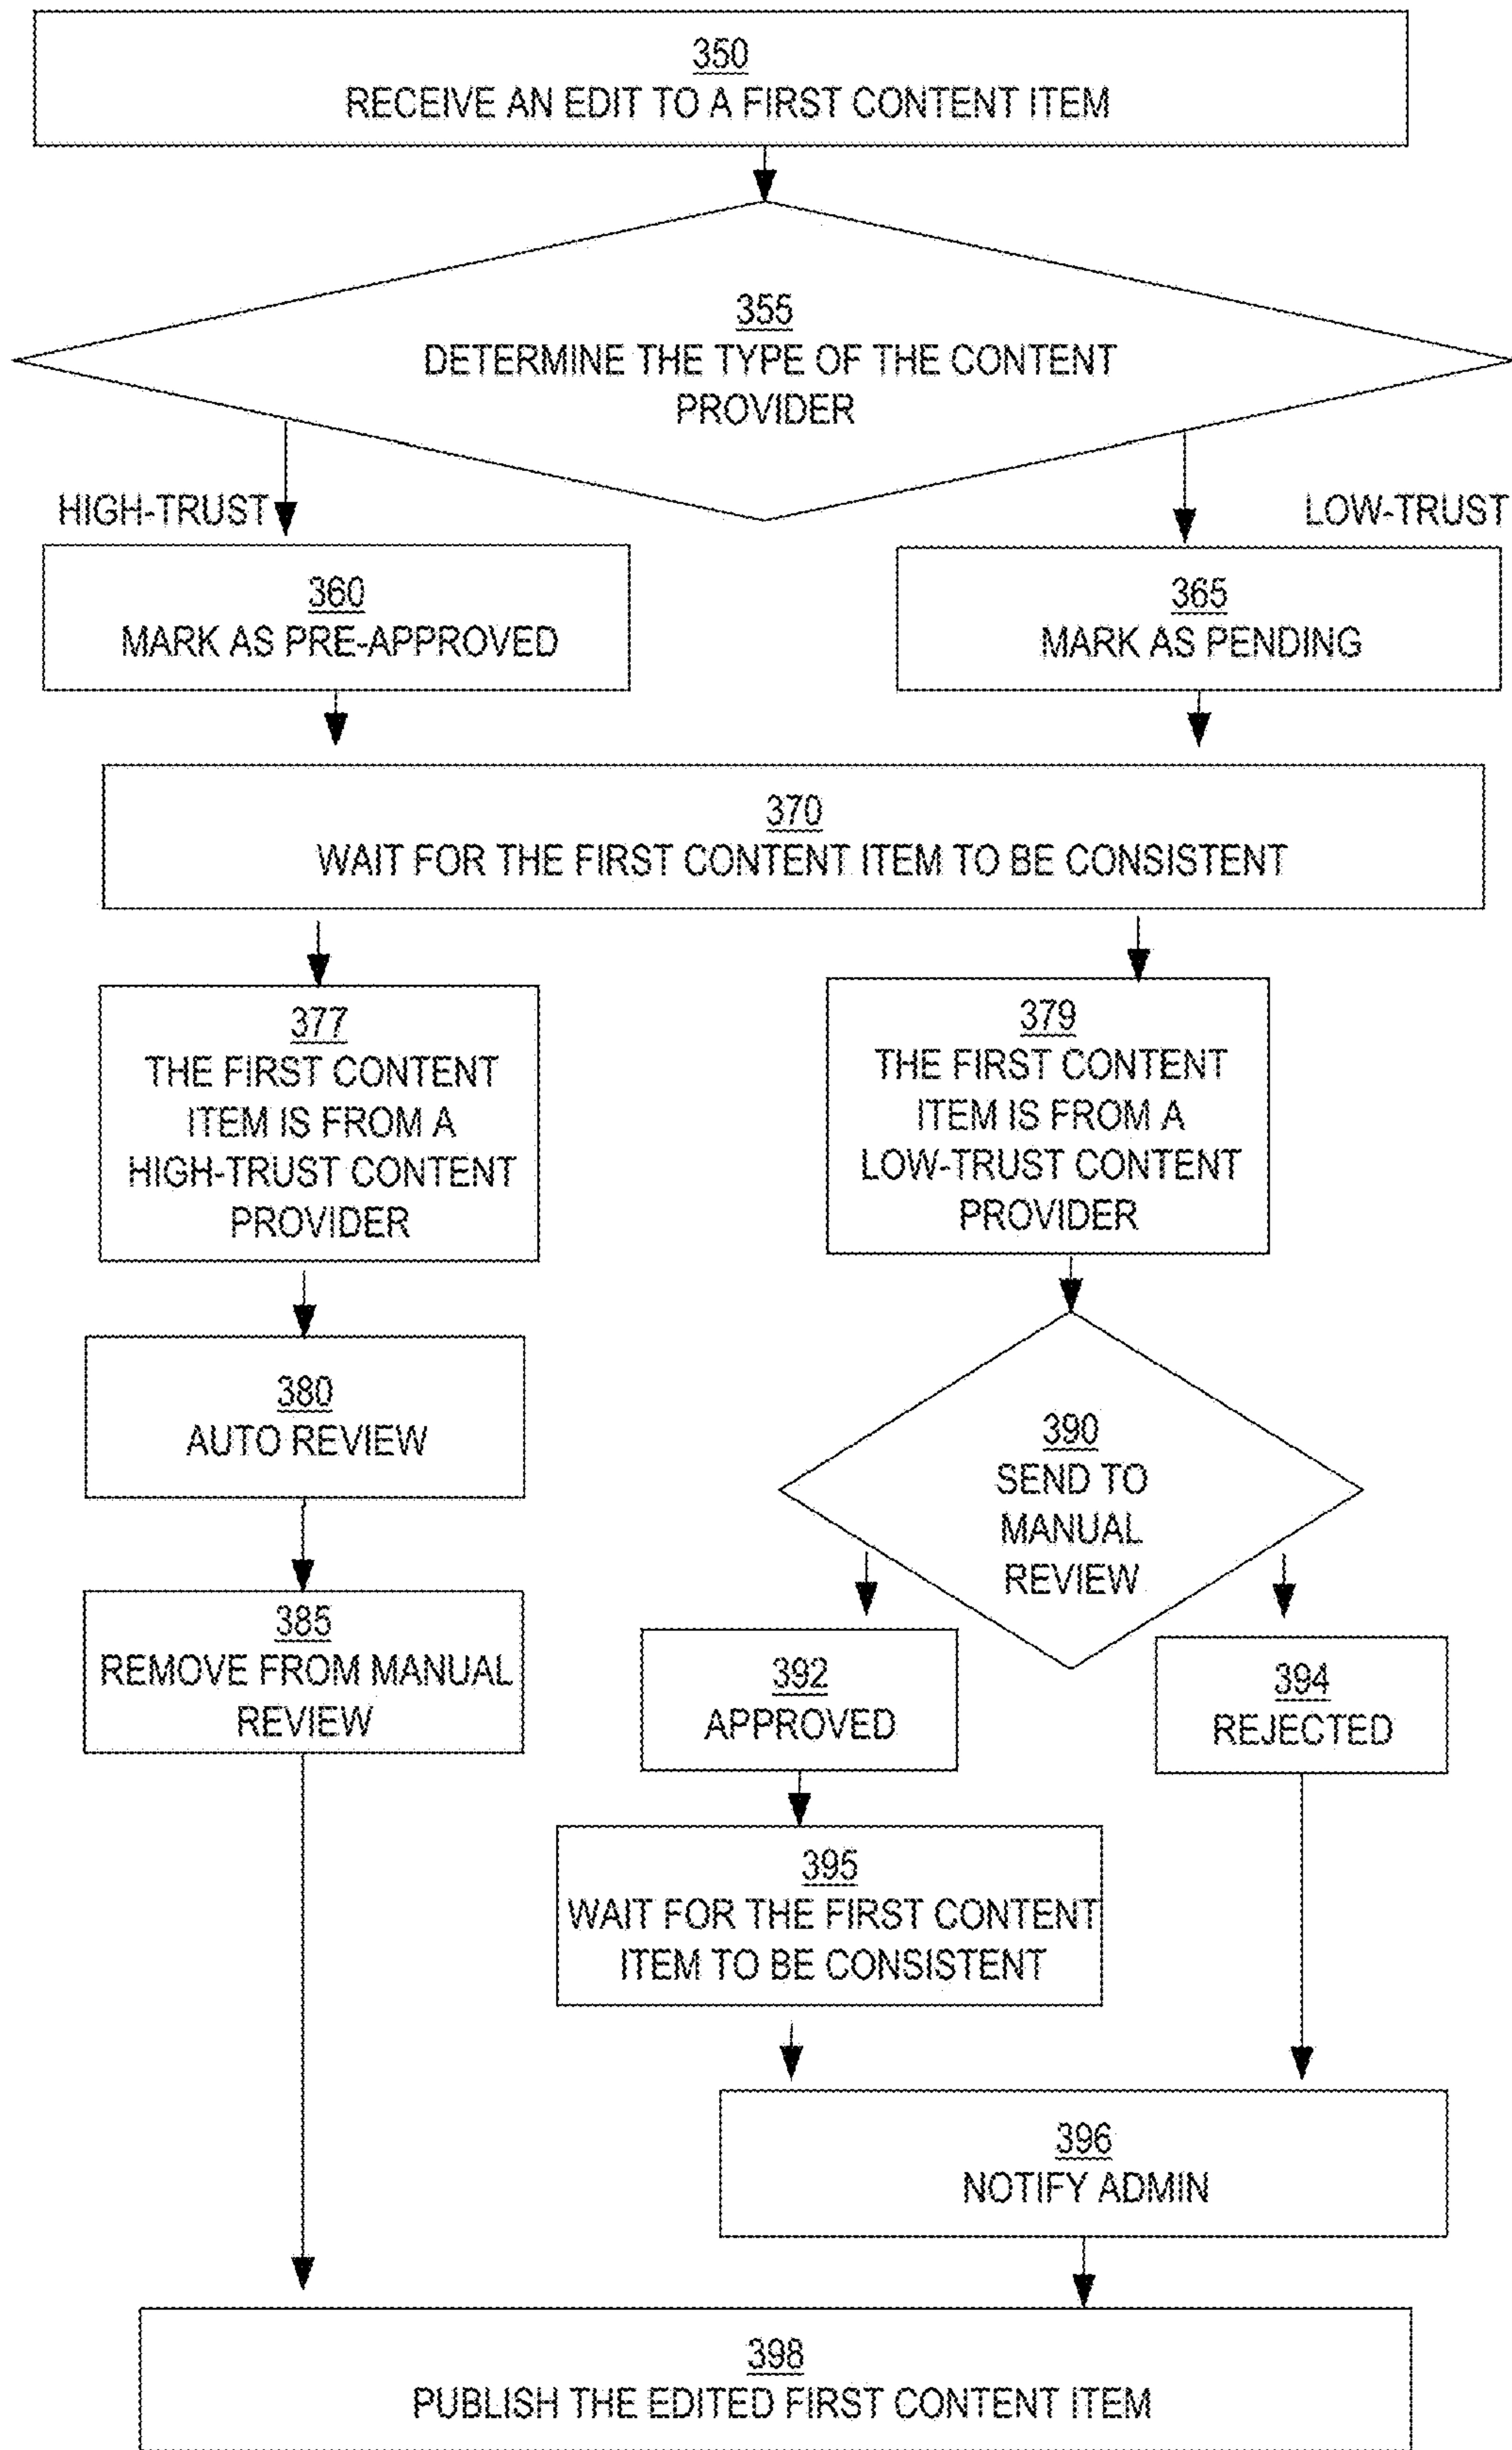 350
RECEIVE AN EDIT TO A FIRST CONTENT ITEM
355
DETERMINE THE TYPE OF THE CONTENT
PROVIDER
HIGH-TRUST
LOW-TRUST
360
MARK AS PRE-APPROVED
365
MARK AS PENDING
370
WAIT FOR THE FIRST CONTENT ITEM TO BE CONSISTENT
377
THE FIRST CONTENT
ITEM IS FROM A
HIGH-TRUST CONTENT
PROVIDER
379
THE FIRST CONTENT
ITEM IS FROM A
LOW-TRUST CONTENT
PROVIDER
380
AUTO REVIEW
390
SEND TO
MANUAL
REVIEW
385
REMOVE FROM MANUAL
REVIEW
392
APPROVED
394
REJECTED
395
WAIT FOR THE FIRST CONTENT
ITEM TO BE CONSISTENT
396
NOTIFY ADMIN
398
PUBLISH THE EDITED FIRST CONTENT ITEM